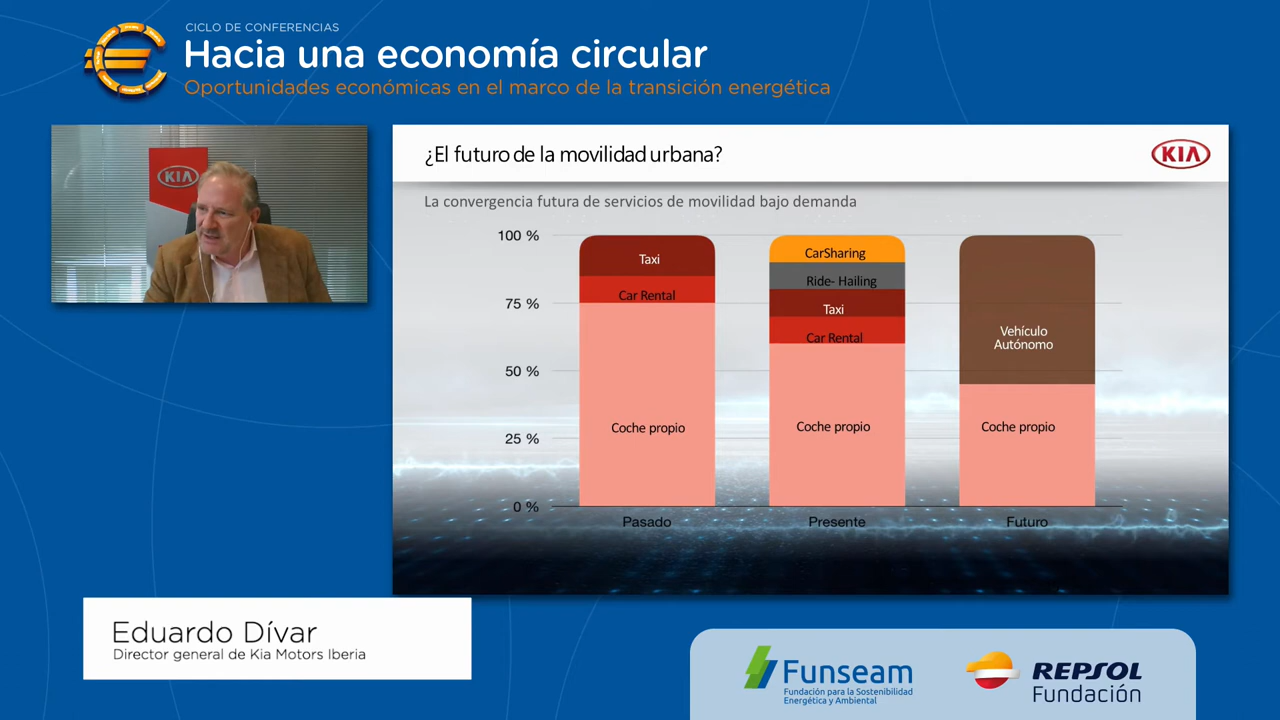 CICLO DE CONFERENCIAS
Hacia una economía circular
Oportunidades económicas en el marco de la transición energética
KIA
¿El futuro de la movilidad urbana?
KIA
La convergencia futura de servicios de movilidad bajo demanda
100 %
75 %
50 %
25 %
0 %
Taxi
Car Rental
Coche propio
CarSharing
Ride- Hailing
Taxi
Car Rental
Coche propio
Vehículo
Autónomo
Coche propio
Pasado
Presente
Futuro
Eduardo Dívar
Director general de Kia Motors Iberia
Funseam
Fundación para la Sostenibilidad
Energética y Ambiental
REPSOL
Fundación